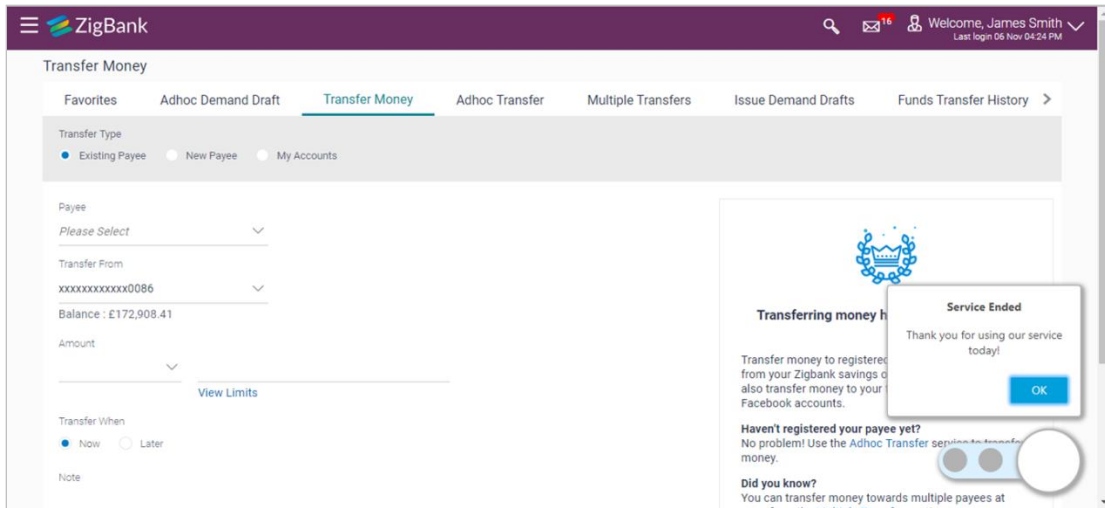 ZigBank
16
Welcome, James Smith
Last login 06 Nov 04:24 PM
Transfer Money
Favorites
Adhoc Demand Draft
Transfer Money
Adhoc Transfer
Multiple Transfers
Issue Demand Drafts
Funds Transfer History
Transfer Type
Existing Payee
New Payee
My Accounts
Payee
Please Select
Transfer From
xxxxxxxxxxxx0086
Balance : £172,908.41
Amount
View Limits
Transfer When
Now
Later
Note
Transferring money h
Transfer money to registered
from your Zigbank savings o
also transfer money to your
Facebook accounts.
Haven't registered your payee yet?
No problem! Use the Adhoc Transfer service to transfer
money.
Did you know?
You can transfer money towards multiple payees at
Service Ended
Thank you for using our service
today!
OK